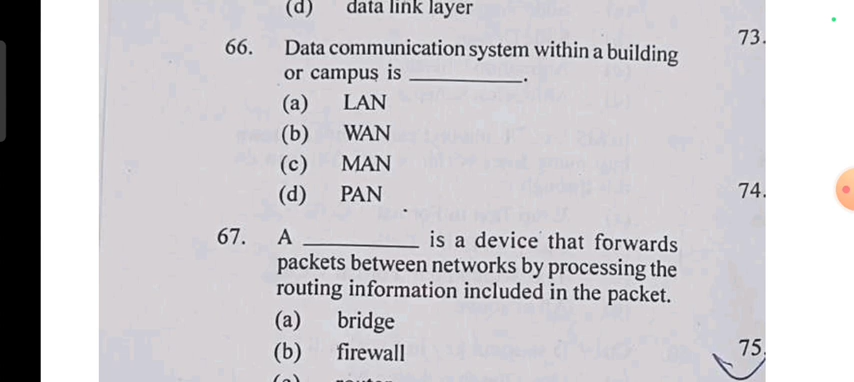 (d) data link layer
66. Data communication system within a building
or campus is __________.
(a) LAN
(b) WAN
(c) MAN
(d) PAN
67. A __________ is a device that forwards
packets between networks by processing the
routing information included in the packet.
(a) bridge
(b) firewall
73.
74.
75.